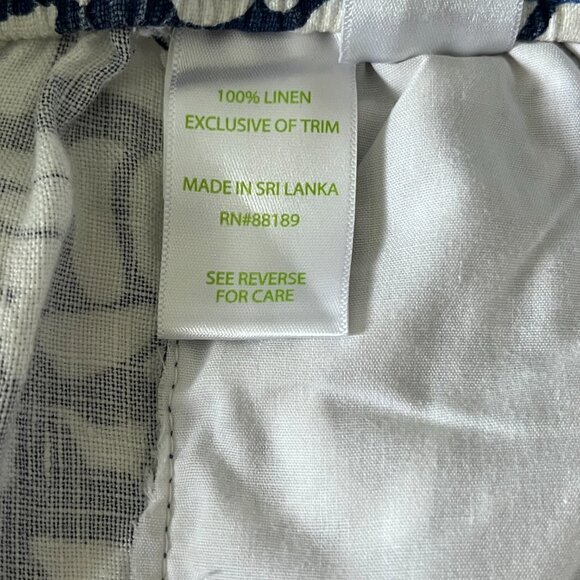 100% LINEN
EXCLUSIVE OF TRIM
MADE IN SRI LANKA
RN#88189
SEE REVERSE
FOR CARE